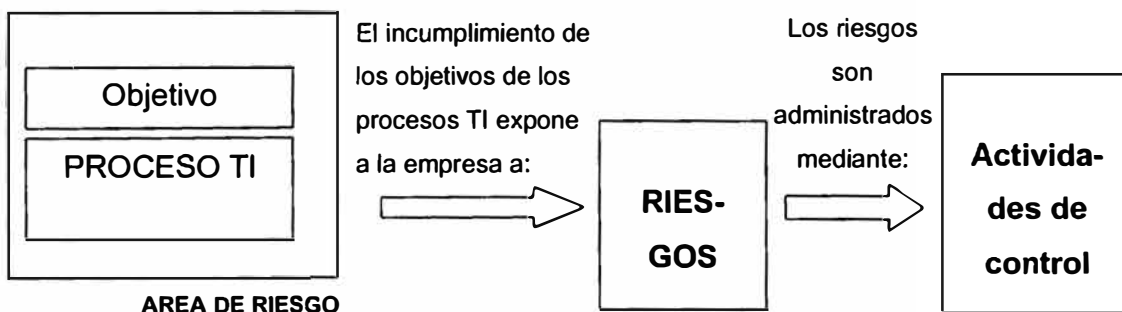 Objetivo
PROCESO TI
AREA DE RIESGO
El incumplimiento de
los objetivos de los
procesos TI expone
a la empresa a:
RIES-
GOS
Los riesgos
son
administrados
mediante:
Activida-
des de
control